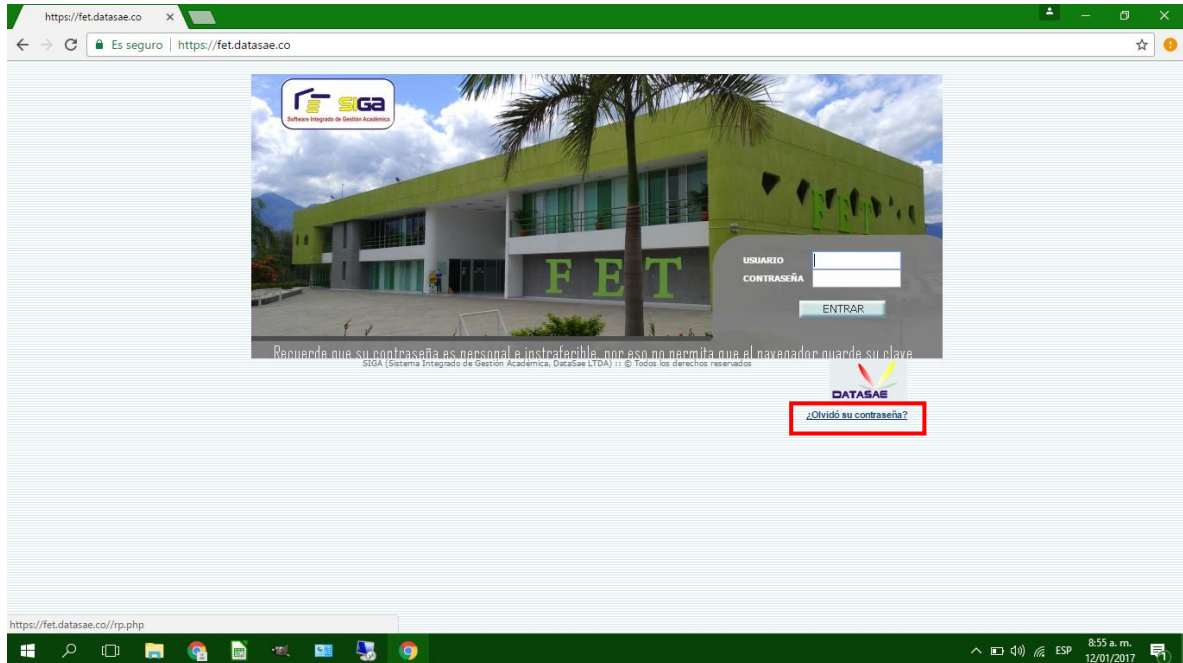 https://fet.datasae.co
Es seguro | https://fet.datasae.co
SIGA
Software Integrado de Gestión Académica
FET
FET
USUARIO
CONTRASEÑA
ENTRAR
Recuerde que su contraseña es personal e instraferible, por eso no permita que el navegador guarde su clave
SIGA (Sistema Integrado de Gestión Académica, DataSae LTDA) :: © Todos los derechos reservados
DATASAE
¿Olvidó su contraseña?
https://fet.datasae.co//rp.php
ESP
8:55 a. m.
12/01/2017